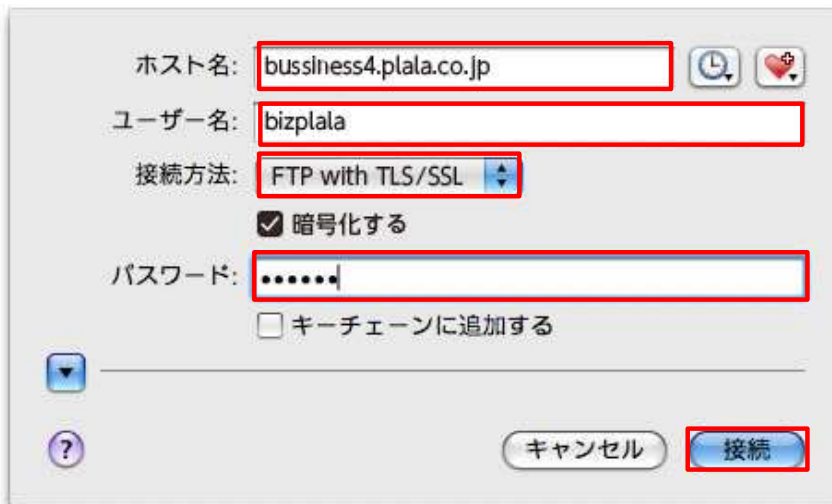 ホスト名: bussiness4.plala.co.jp
ユーザー名: bizplala
接続方法: FTP with TLS/SSL
暗号化する
パスワード: ••••••
キーチェーンに追加する
?
キャンセル 接続